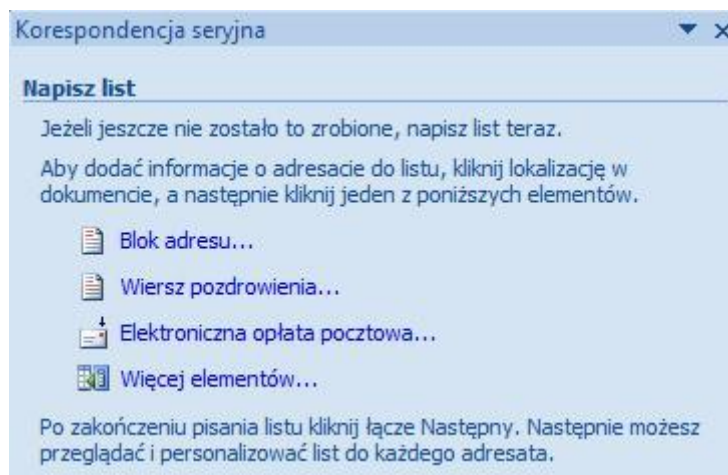 Korespondencja seryjna
Napisz list
Jeżeli jeszcze nie zostało to zrobione, napisz list teraz.
Aby dodać informacje o adresacie do listu, kliknij lokalizację w
dokumencie, a następnie kliknij jeden z poniższych elementów.
Blok adresu...
Wiersz pozdrowienia...
Elektroniczna opłata pocztowa...
Więcej elementów...
Po zakończeniu pisania listu kliknij łącze Następny. Następnie możesz
przeglądać i personalizować list do każdego adresata.